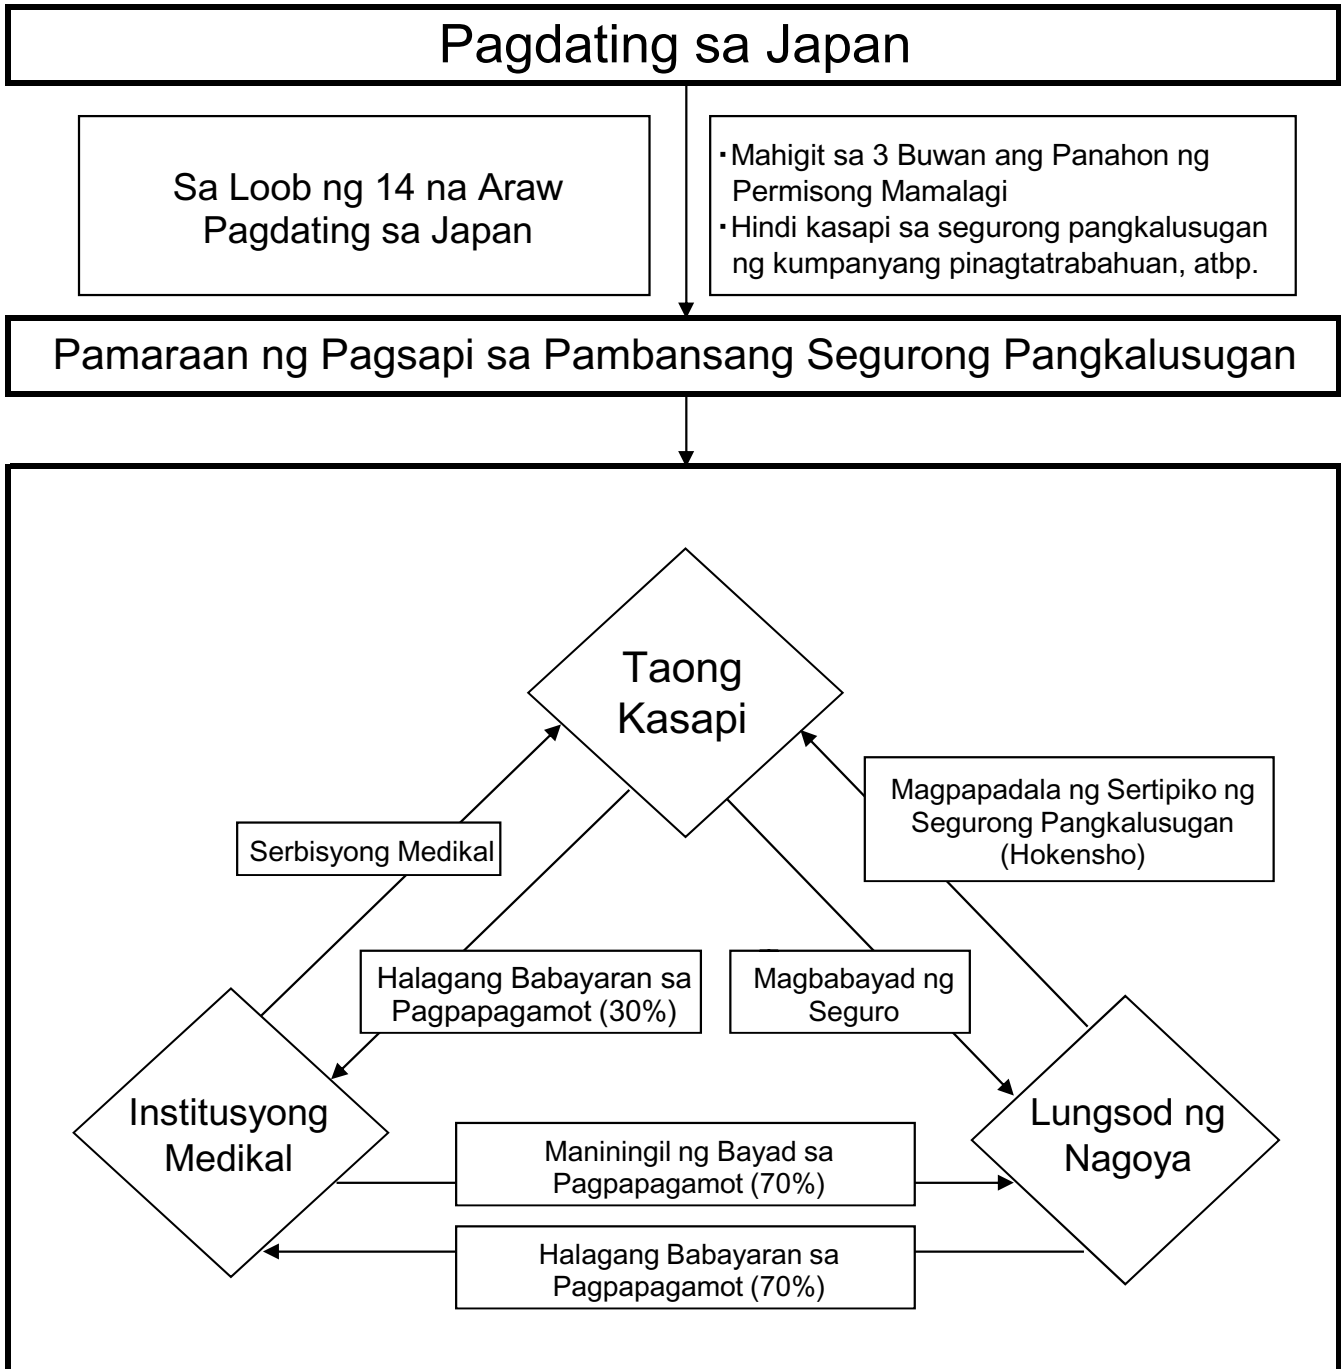 Pagdating sa Japan
Sa Loob ng 14 na Araw
Pagdating sa Japan
･Mahigit sa 3 Buwan ang Panahon ng
Permisong Mamalagi
･Hindi kasapi sa segurong pangkalusugan
ng kumpanyang pinagtatrabahuan, atbp.
Pamaraan ng Pagsapi sa Pambansang Segurong Pangkalusugan
Taong
Kasapi
Magpapadala ng Sertipiko ng
Segurong Pangkalusugan
(Hokensho)
Serbisyong Medikal
Halagang Babayaran sa
Pagpapagamot (30%)
Magbabayad ng
Seguro
Institusyong
Medikal
Lungsod ng
Nagoya
Maniningil ng Bayad sa
Pagpapagamot (70%)
Halagang Babayaran sa
Pagpapagamot (70%)